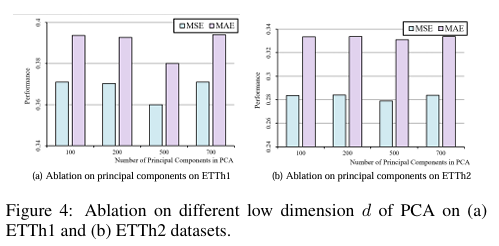 MSE MAE
0.4
0.38
0.36
0.34
Performance
100 200 500 700
Number of Principal Components in PCA
(a) Ablation on principal components on ETTh1
MSE MAE
0.34
0.32
0.3
0.28
0.26
0.24
Performance
100 200 500 700
Number of Principal Components in PCA
(b) Ablation on principal components on ETTh2
Figure 4: Ablation on different low dimension d of PCA on (a)
ETTh1 and (b) ETTh2 datasets.